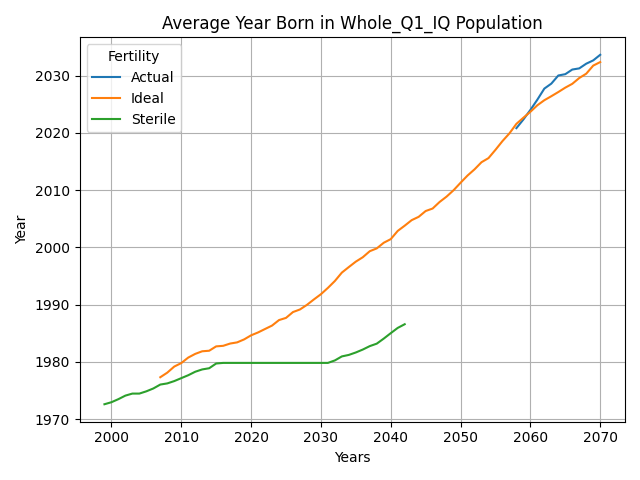 Average Year Born in Whole_Q1_IQ Population
Fertility
Actual
Ideal
Sterile
Year
2030
2020
2010
2000
1990
1980
1970
2000 2010 2020 2030 2040 2050 2060 2070
Years